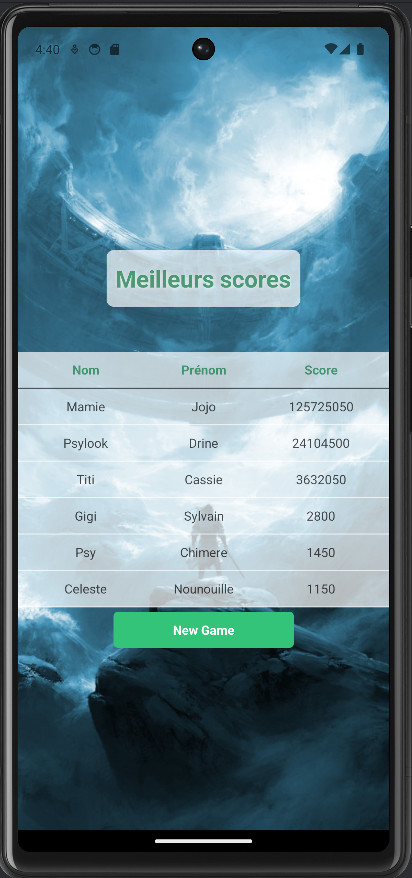 4:40
Meilleurs scores
Nom Prénom Score
Mamie Jojo 125725050
Psylook Drine 24104500
Titi Cassie 3632050
Gigi Sylvain 2800
Psy Chimere 1450
Celeste Nounouille 1150
New Game